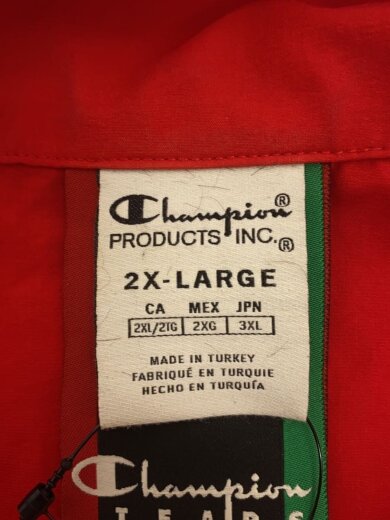 Champion®
PRODUCTS INC.®
2X-LARGE
CA MEX JPN
2XL/2TG 2XG 3XL
MADE IN TURKEY
FABRIQUÉ EN TURQUIE
HECHO EN TURQUÍA
Champion
TEARS